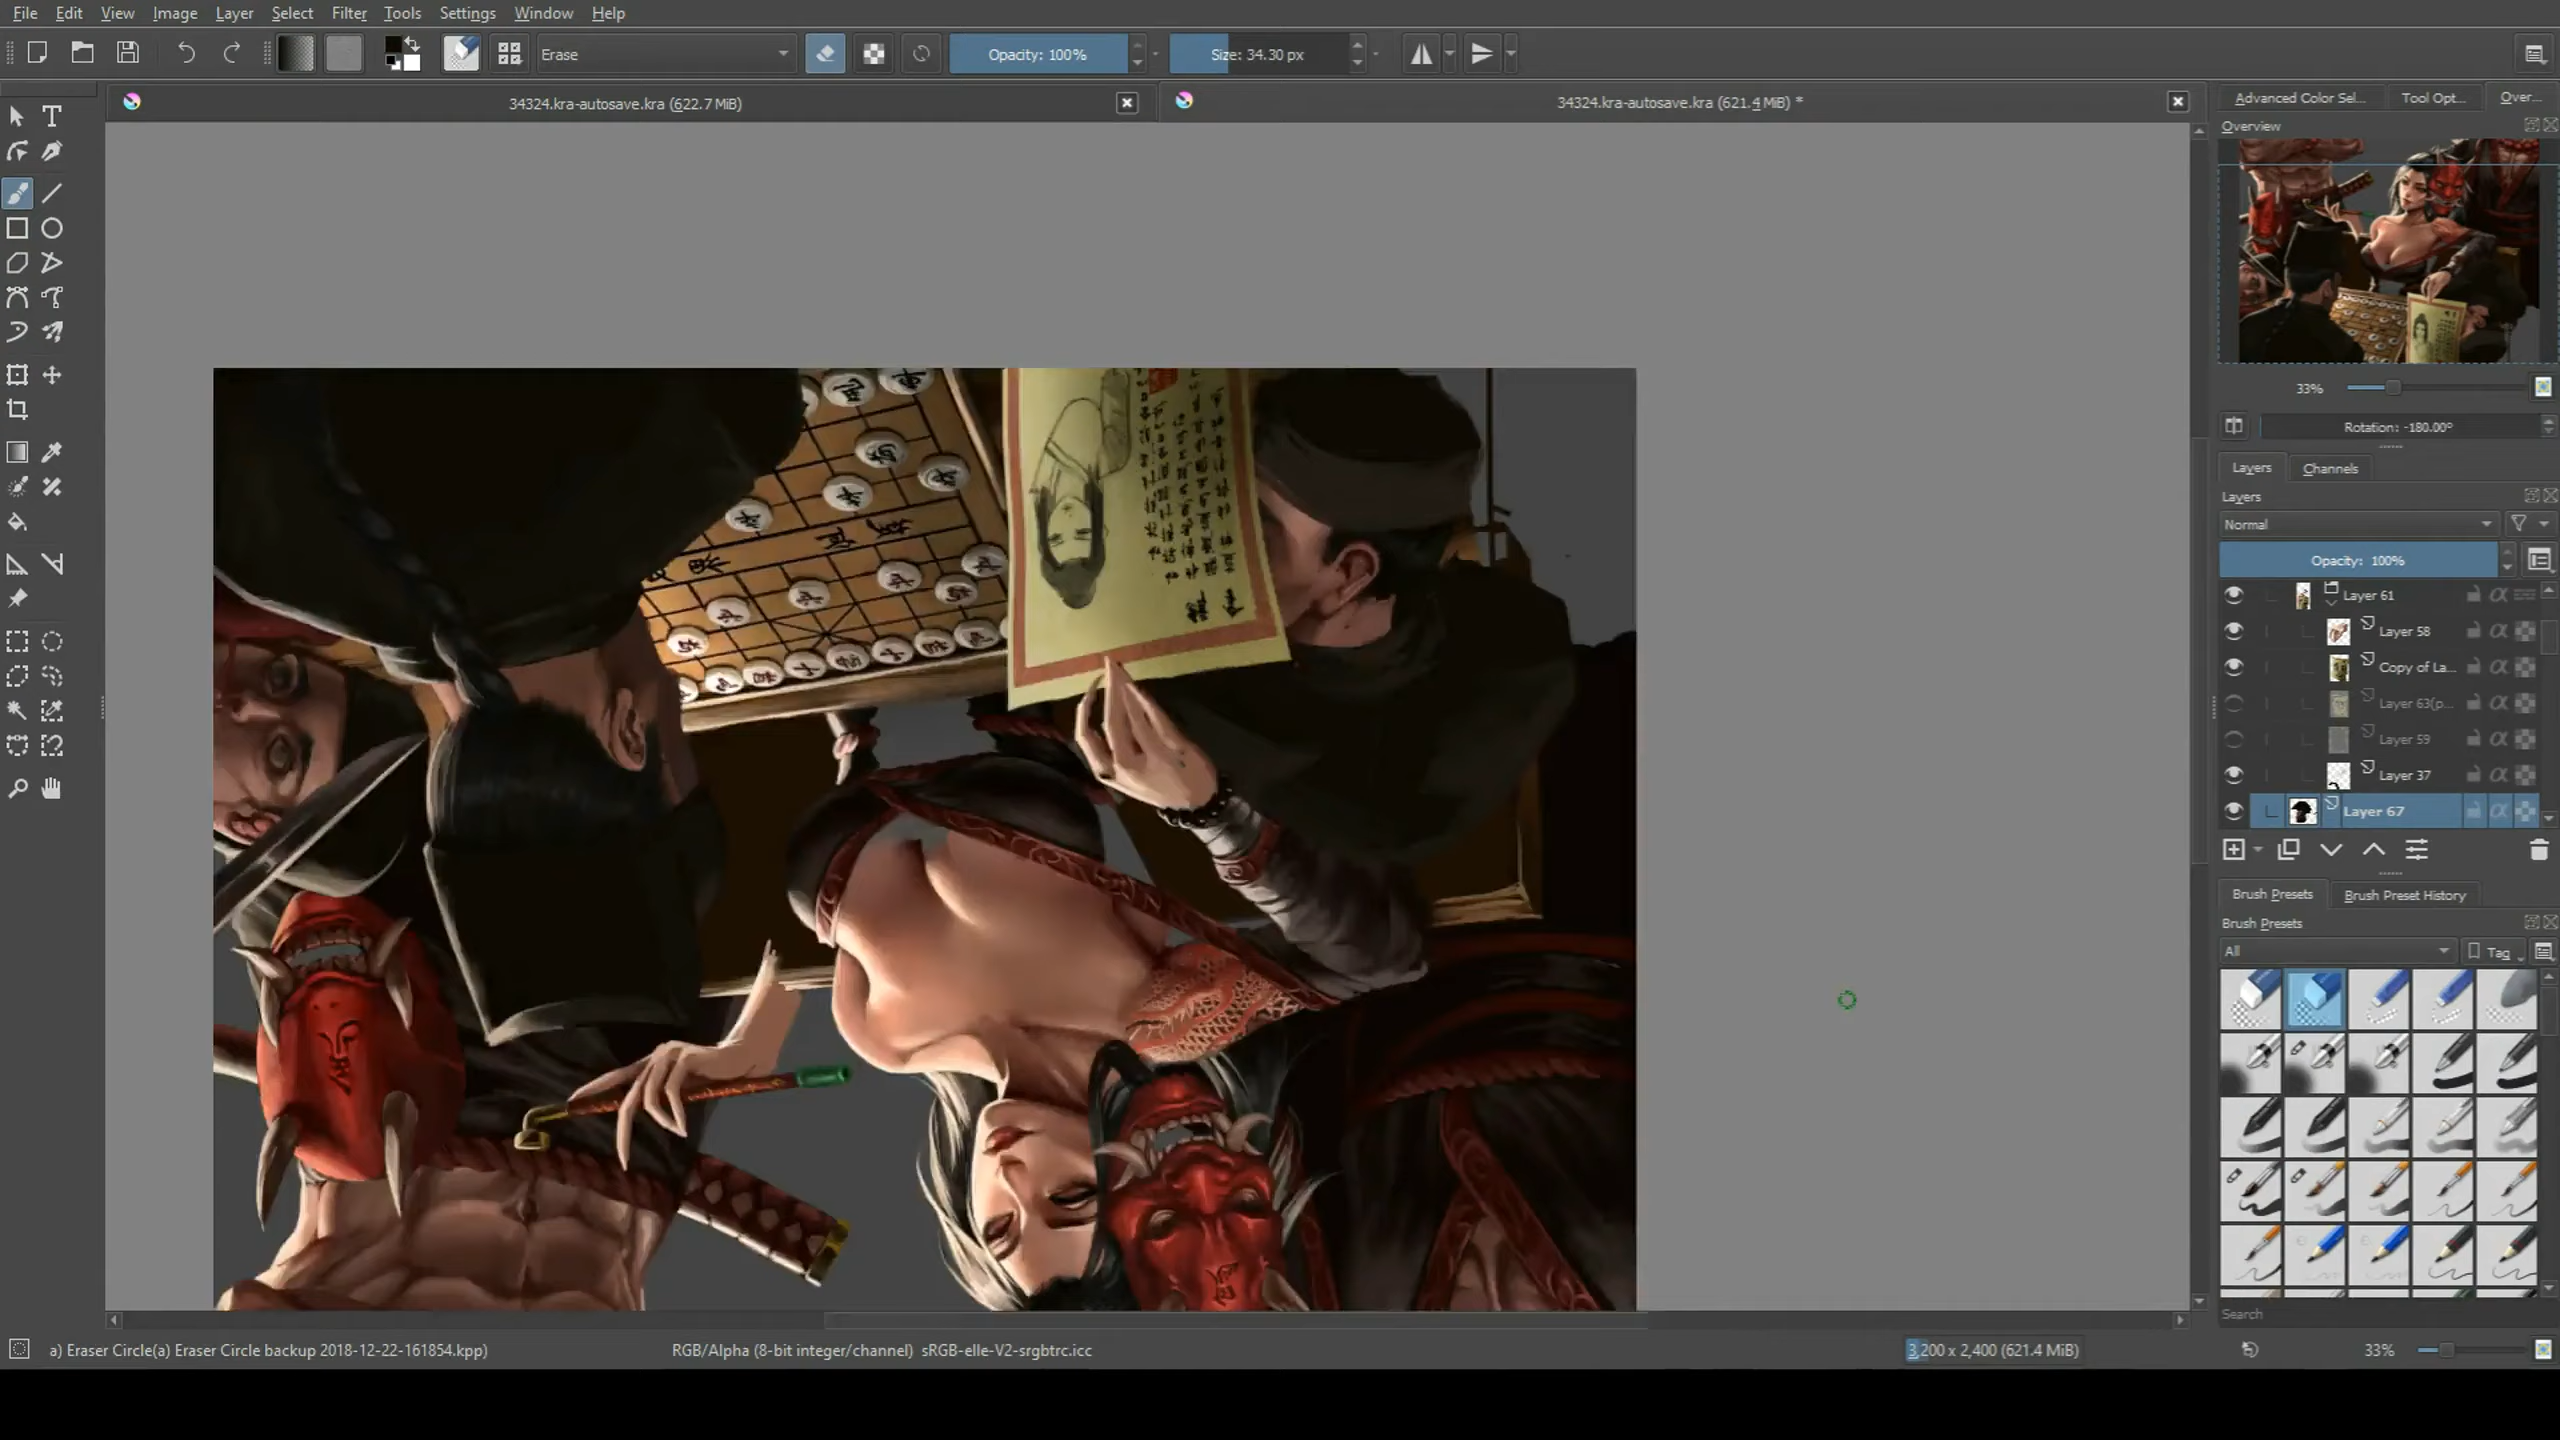 File Edit View Image Layer Select Filter Tools Settings Window Help
Erase Opacity: 100% Size: 34.30 px
34324.kra-autosave.kra (622.7 MiB)
34324.kra-autosave.kra (621.4 MiB) *
Advanced Color Sel... Tool Opt... Over...
Overview
33%
Rotation: -180.00°
Layers Channels
Layers
Normal
Opacity: 100%
Layer 61
Layer 58
Copy of La...
Layer 63(p...
Layer 59
Layer 37
Layer 67
Brush Presets Brush Preset History
Brush Presets
All Tag
Search
a) Eraser Circle(a) Eraser Circle backup 2018-12-22-161854.kpp)
RGB/Alpha (8-bit integer/channel) sRGB-elle-V2-srgbtrc.icc
3,200 x 2,400 (621.4 MiB)
33%